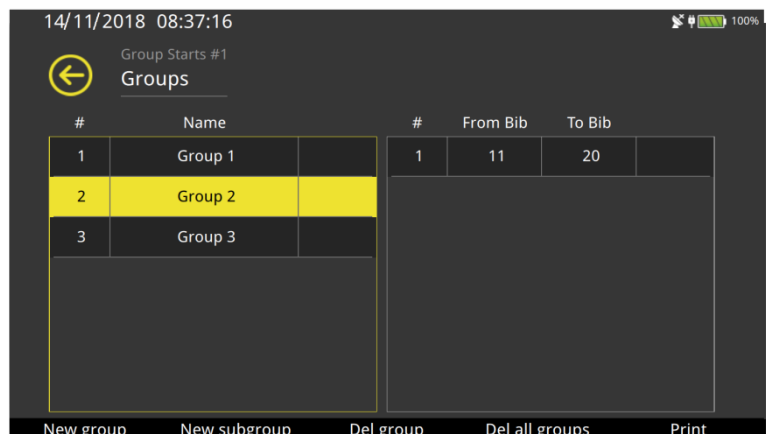 14/11/2018 08:37:16 100%
Group Starts #1
Groups
# Name # From Bib To Bib
1 Group 1 1 11 20
2 Group 2
3 Group 3
New group New subgroup Del group Del all groups Print